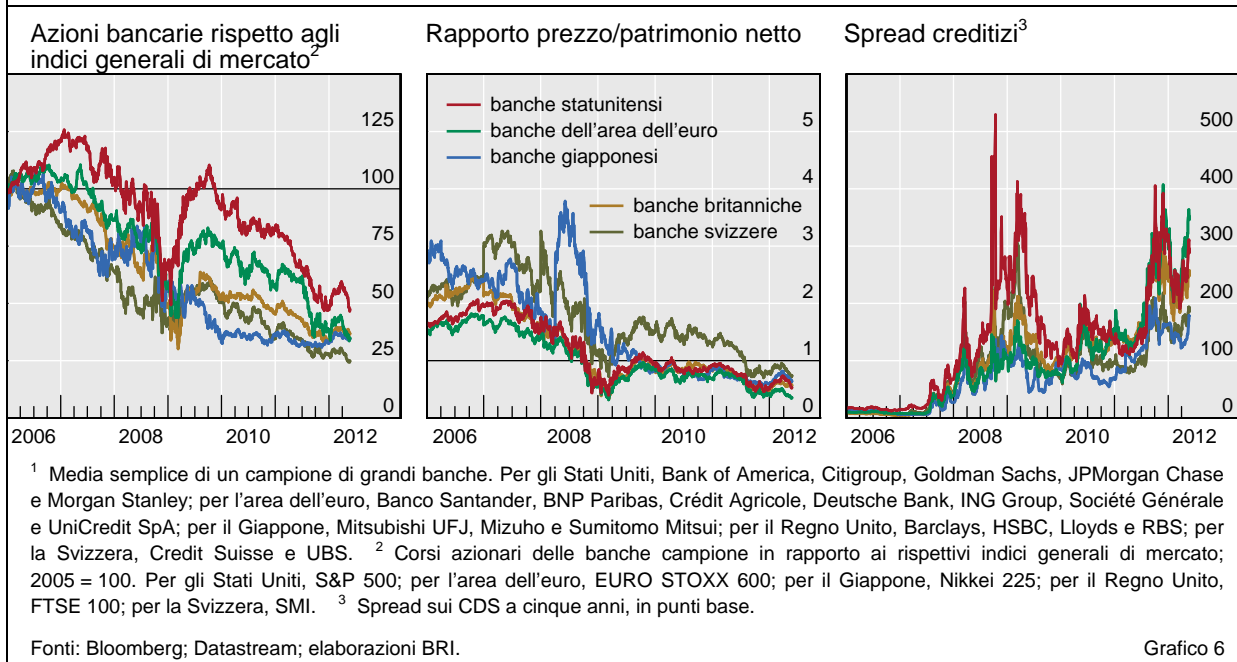 Azioni bancarie rispetto agli
indici generali di mercato²
Rapporto prezzo/patrimonio netto
Spread creditizi³
125
100
75
50
25
0
2006 2008 2010 2012
banche statunitensi
banche dell'area dell'euro
banche giapponesi
banche britanniche
banche svizzere
5
4
3
2
1
0
2006 2008 2010 2012
500
400
300
200
100
0
2006 2008 2010 2012
¹ Media semplice di un campione di grandi banche. Per gli Stati Uniti, Bank of America, Citigroup, Goldman Sachs, JPMorgan Chase
e Morgan Stanley; per l'area dell'euro, Banco Santander, BNP Paribas, Crédit Agricole, Deutsche Bank, ING Group, Société Générale
e UniCredit SpA; per il Giappone, Mitsubishi UFJ, Mizuho e Sumitomo Mitsui; per il Regno Unito, Barclays, HSBC, Lloyds e RBS; per
la Svizzera, Credit Suisse e UBS. ² Corsi azionari delle banche campione in rapporto ai rispettivi indici generali di mercato;
2005 = 100. Per gli Stati Uniti, S&P 500; per l'area dell'euro, EURO STOXX 600; per il Giappone, Nikkei 225; per il Regno Unito,
FTSE 100; per la Svizzera, SMI. ³ Spread sui CDS a cinque anni, in punti base.
Fonti: Bloomberg; Datastream; elaborazioni BRI.
Grafico 6